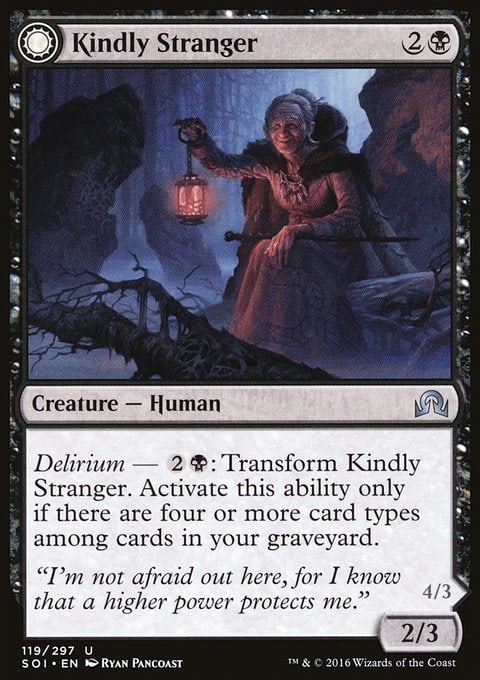 Kindly Stranger 2
Creature — Human
Delirium — 2 : Transform Kindly
Stranger. Activate this ability only
if there are four or more card types
among cards in your graveyard.
“I’m not afraid out here, for I know
that a higher power protects me.”
4/3
2/3
119/297 U
SOI • EN Ryan Pancoast
™ & © 2016 Wizards of the Coast